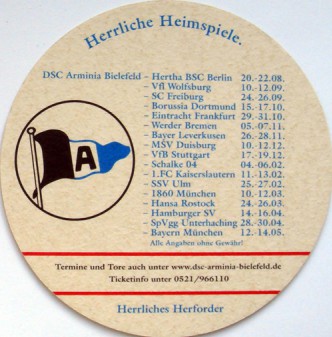 Herrliche Heimspiele.
DSC Arminia Bielefeld – Hertha BSC Berlin 20.-22.08.
– Vfl Wolfsburg 10.-12.09.
– SC Freiburg 24.-26.09.
– Borussia Dortmund 15.-17.10.
– Eintracht Frankfurt 29.-31.10.
– Werder Bremen 05.-07.11.
– Bayer Leverkusen 26.-28.11.
– MSV Duisburg 10.-12.12.
– VfB Stuttgart 17.-19.12.
– Schalke 04 04.-06.02.
– 1.FC Kaiserslautern 11.-13.02.
– SSV Ulm 25.-27.02.
– 1860 München 10.-12.03.
– Hansa Rostock 24.-26.03.
– Hamburger SV 14.-16.04.
– SpVgg Unterhaching 28.-30.04.
– Bayern München 12.-14.05.
Alle Angaben ohne Gewähr!
A
Termine und Tore auch unter www.dsc-arminia-bielefeld.de
Ticketinfo unter 0521/966110
Herrliches Herforder